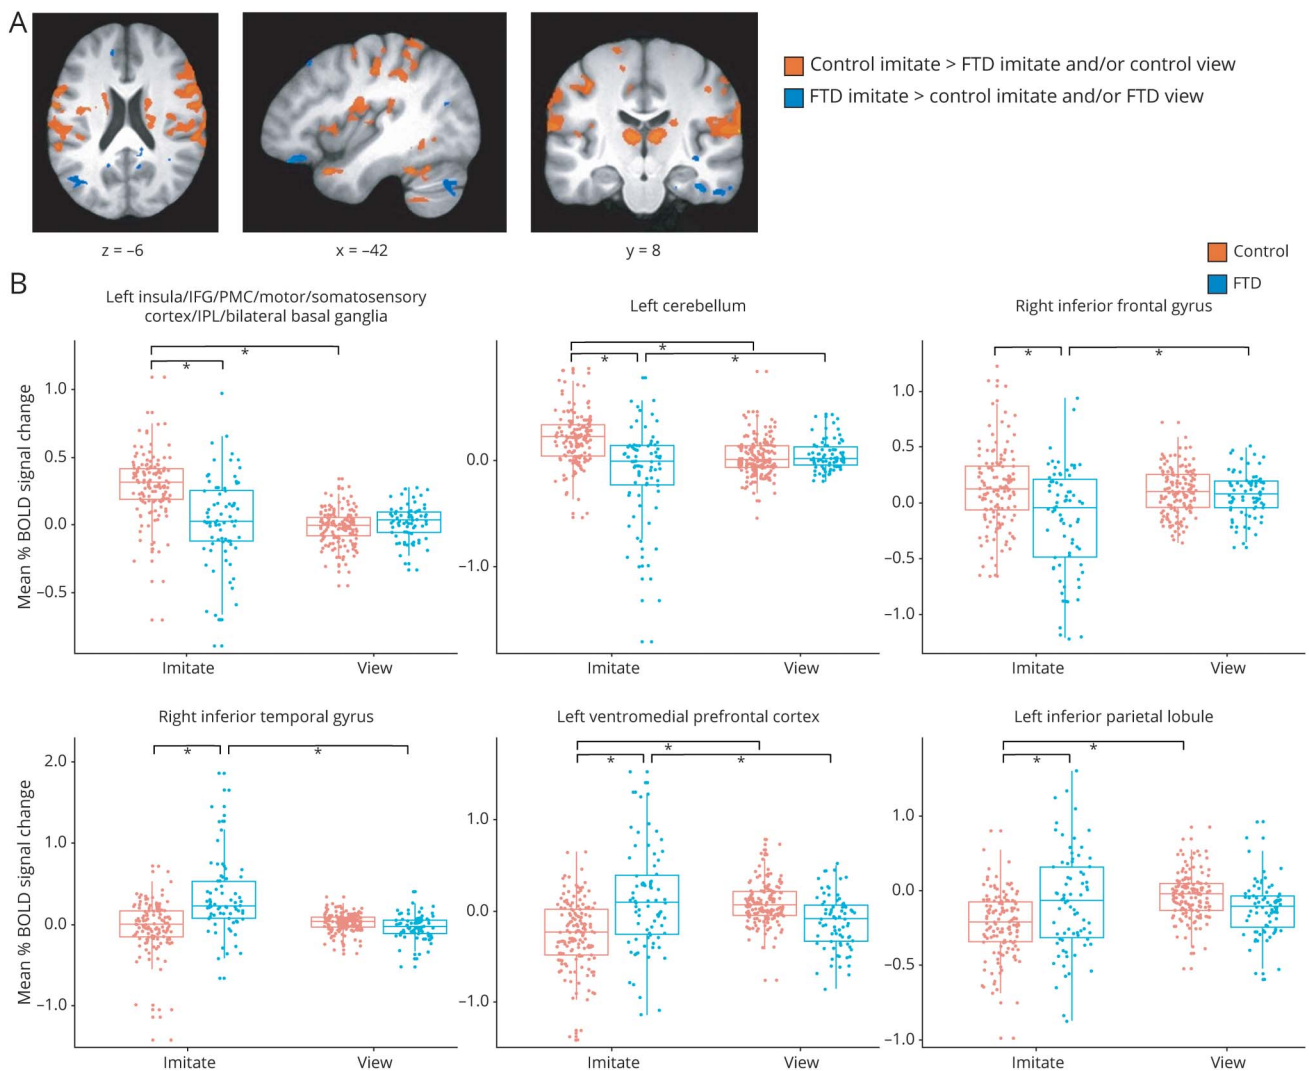 A
Control imitate > FTD imitate and/or control view
FTD imitate > control imitate and/or FTD view
z = –6
x = –42
y = 8
Control
FTD
B
Left insula/IFG/PMC/motor/somatosensory
cortex/IPL/bilateral basal ganglia
Mean % BOLD signal change
1.0
0.5
0.0
–0.5
*
*
Imitate
View
Left cerebellum
0.0
–1.0
*
*
*
Imitate
View
Right inferior frontal gyrus
1.0
0.5
0.0
–0.5
–1.0
*
*
Imitate
View
Right inferior temporal gyrus
Mean % BOLD signal change
2.0
1.0
0.0
–1.0
*
*
Imitate
View
Left ventromedial prefrontal cortex
1.0
0.0
–1.0
*
*
*
Imitate
View
Left inferior parietal lobule
1.0
0.0
–0.5
–1.0
*
*
Imitate
View